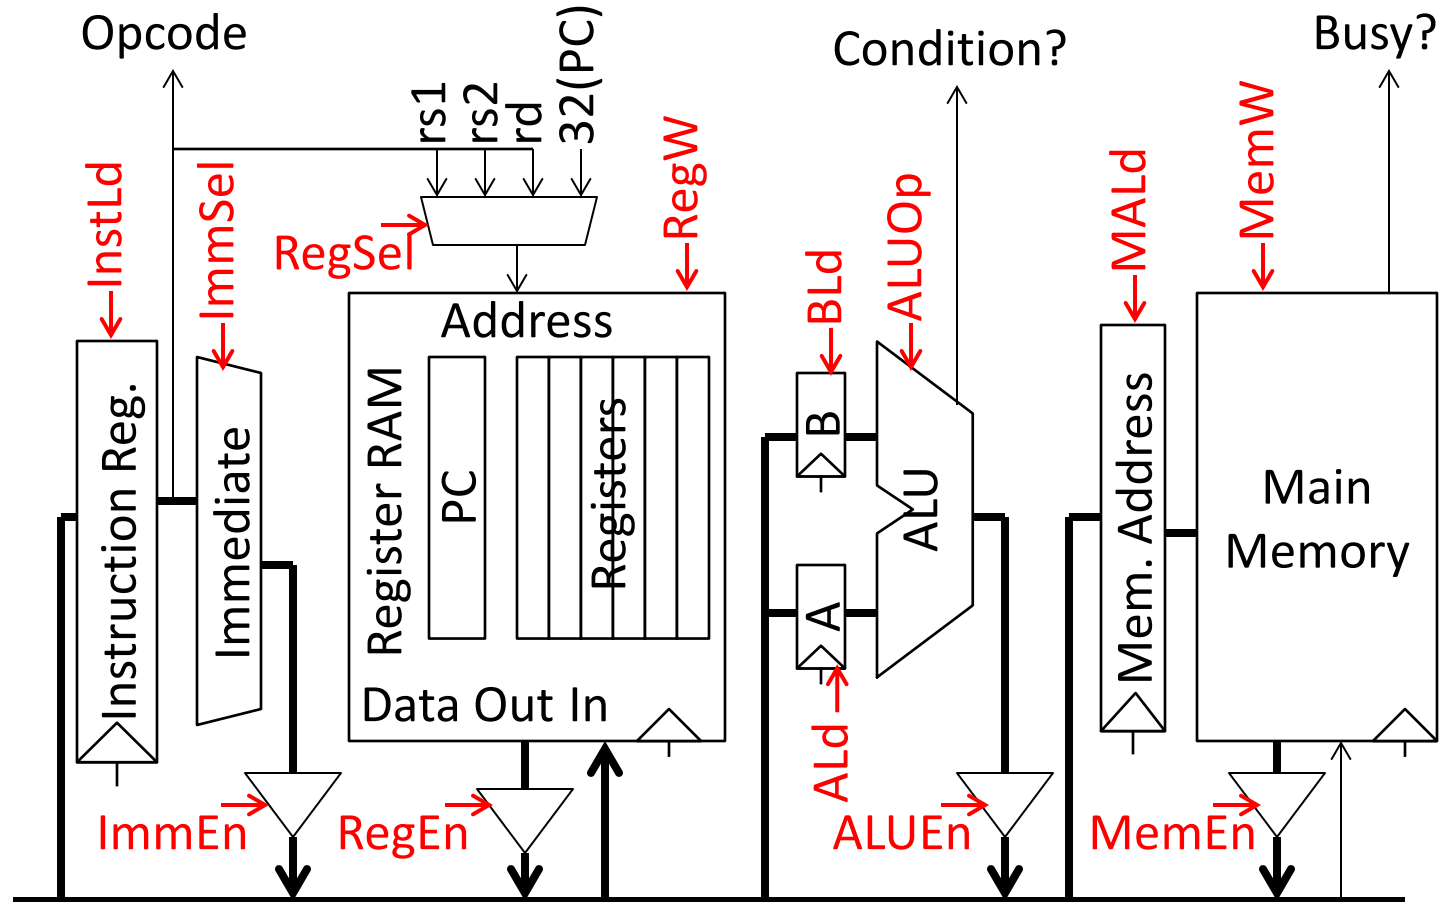 Opcode
Condition?
Busy?
rs1
rs2
rd
32(PC)
InstLd
ImmSel
RegSel
RegW
BLd
ALUOp
MALd
MemW
Instruction Reg.
Immediate
Address
Register RAM
PC
Registers
Data Out In
B
A
ALU
ALd
Mem. Address
Main
Memory
ImmEn
RegEn
ALUEn
MemEn